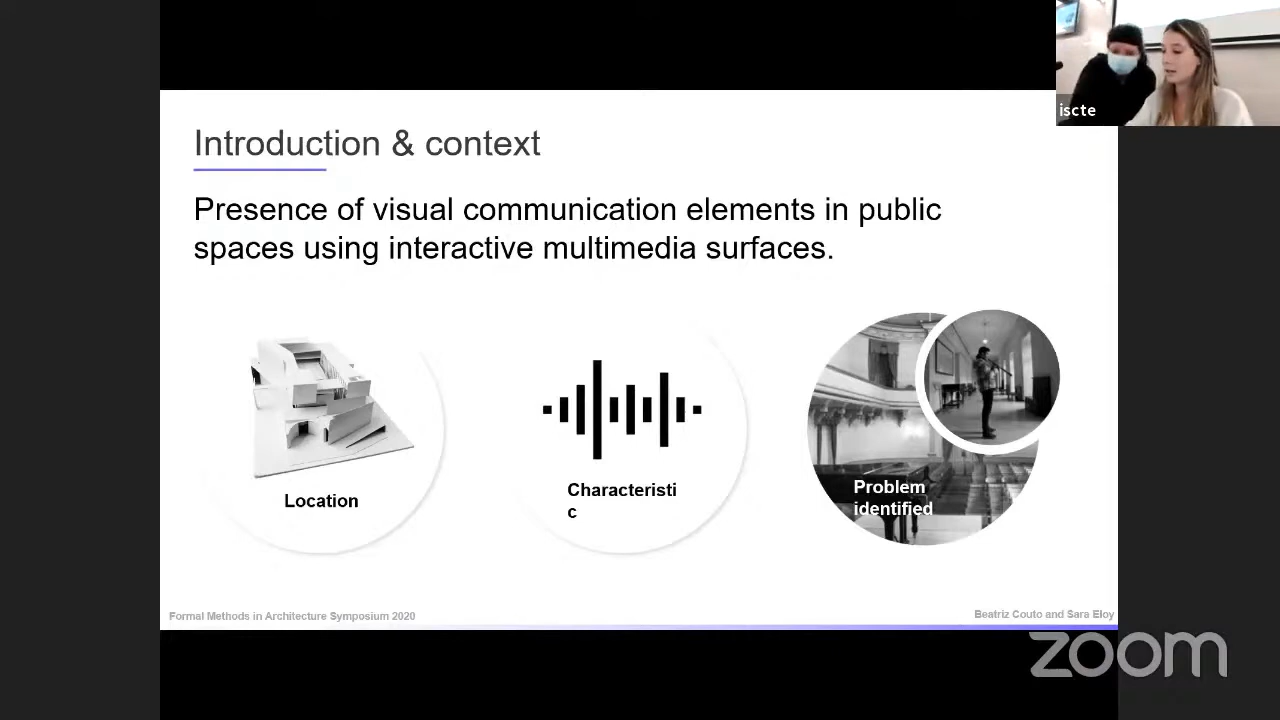 iscte
Introduction & context
Presence of visual communication elements in public
spaces using interactive multimedia surfaces.
Location
Characteristi
c
Problem
identified
Formal Methods in Architecture Symposium 2020
Beatriz Couto and Sara Eloy
zoom